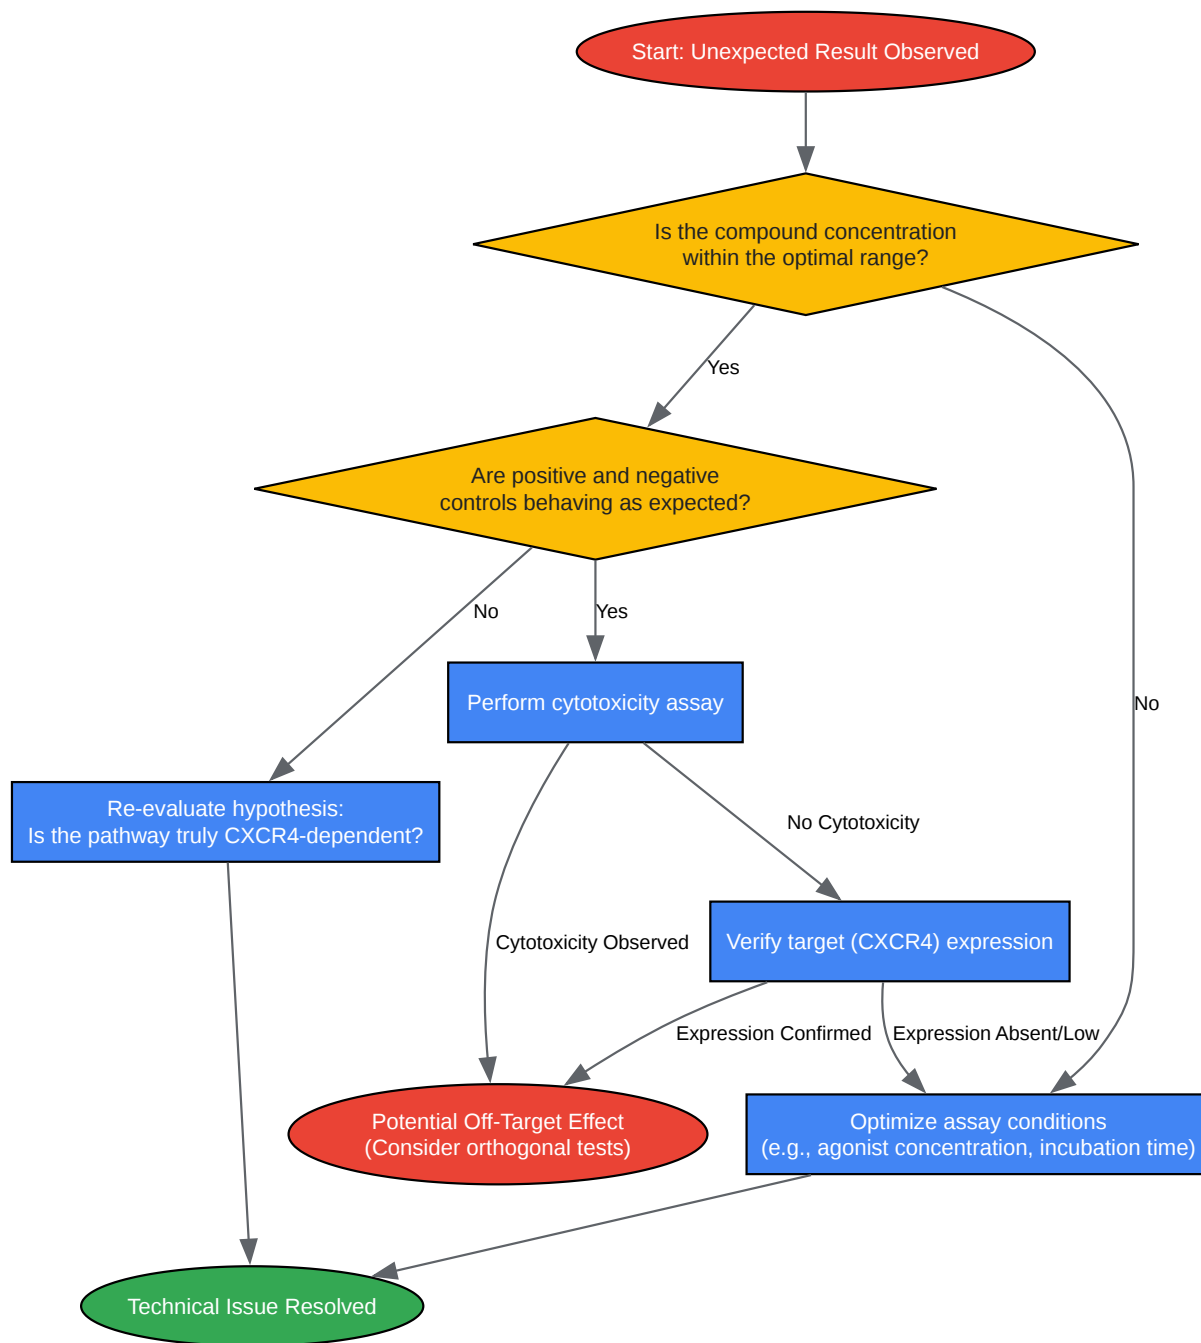 Start: Unexpected Result Observed
Is the compound concentration
within the optimal range?
Yes
Are positive and negative
controls behaving as expected?
No
Yes
Perform cytotoxicity assay
No
Re-evaluate hypothesis:
Is the pathway truly CXCR4-dependent?
No Cytotoxicity
Cytotoxicity Observed
Verify target (CXCR4) expression
Expression Confirmed
Expression Absent/Low
Potential Off-Target Effect
(Consider orthogonal tests)
Optimize assay conditions
(e.g., agonist concentration, incubation time)
Technical Issue Resolved